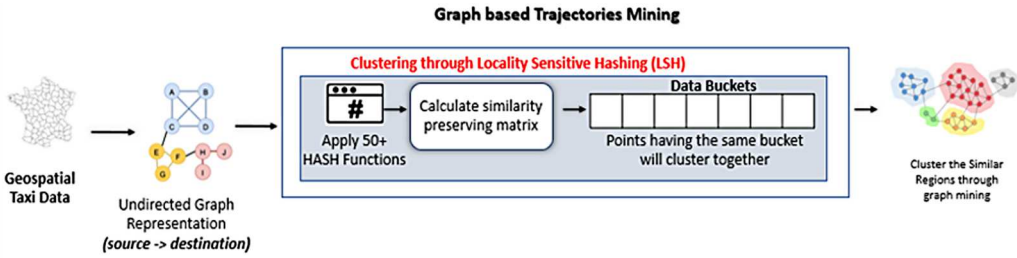 Graph based Trajectories Mining
Geospatial
Taxi Data
A B
C D
E F H J
G I
Undirected Graph
Representation
(source -> destination)
Clustering through Locality Sensitive Hashing (LSH)
#
Apply 50+
HASH Functions
Calculate similarity
preserving matrix
Data Buckets
Points having the same bucket
will cluster together
Cluster the Similar
Regions through
graph mining